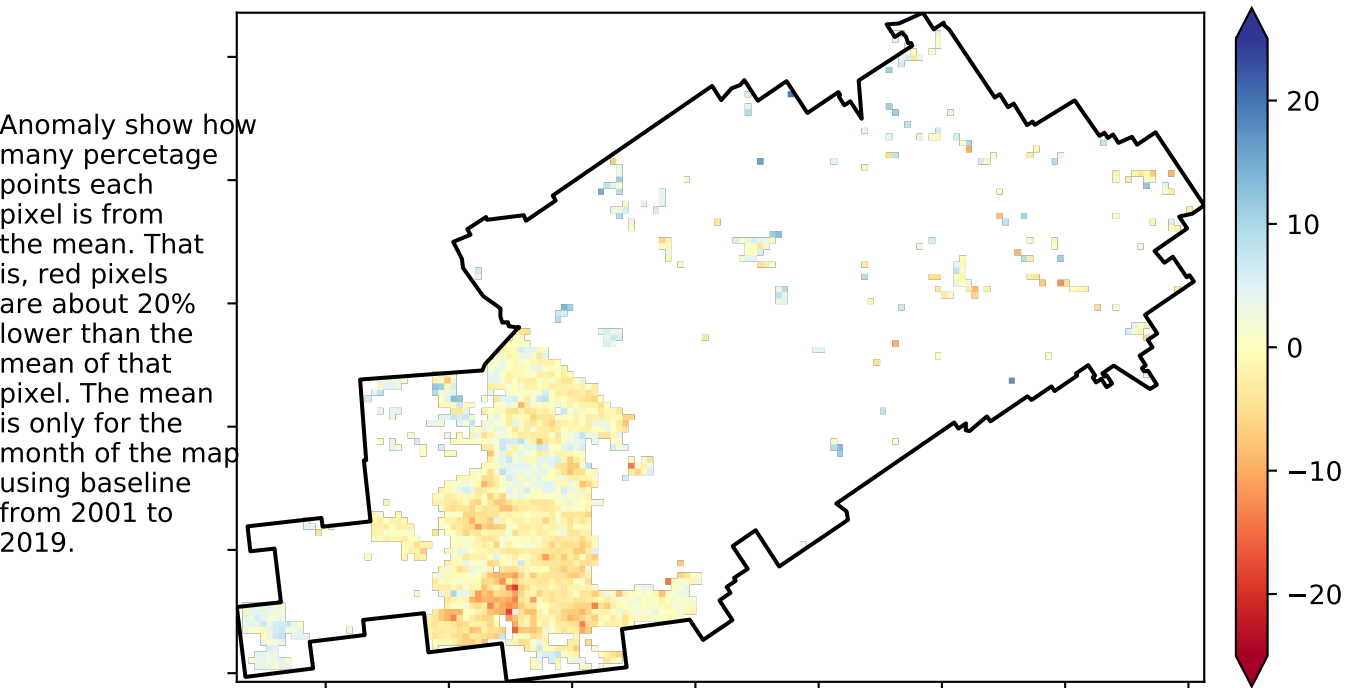 Anomaly show how
many percetage
points each
pixel is from
the mean. That
is, red pixels
are about 20%
lower than the
mean of that
pixel. The mean
is only for the
month of the map
using baseline
from 2001 to
2019.
20
10
0
−10
−20